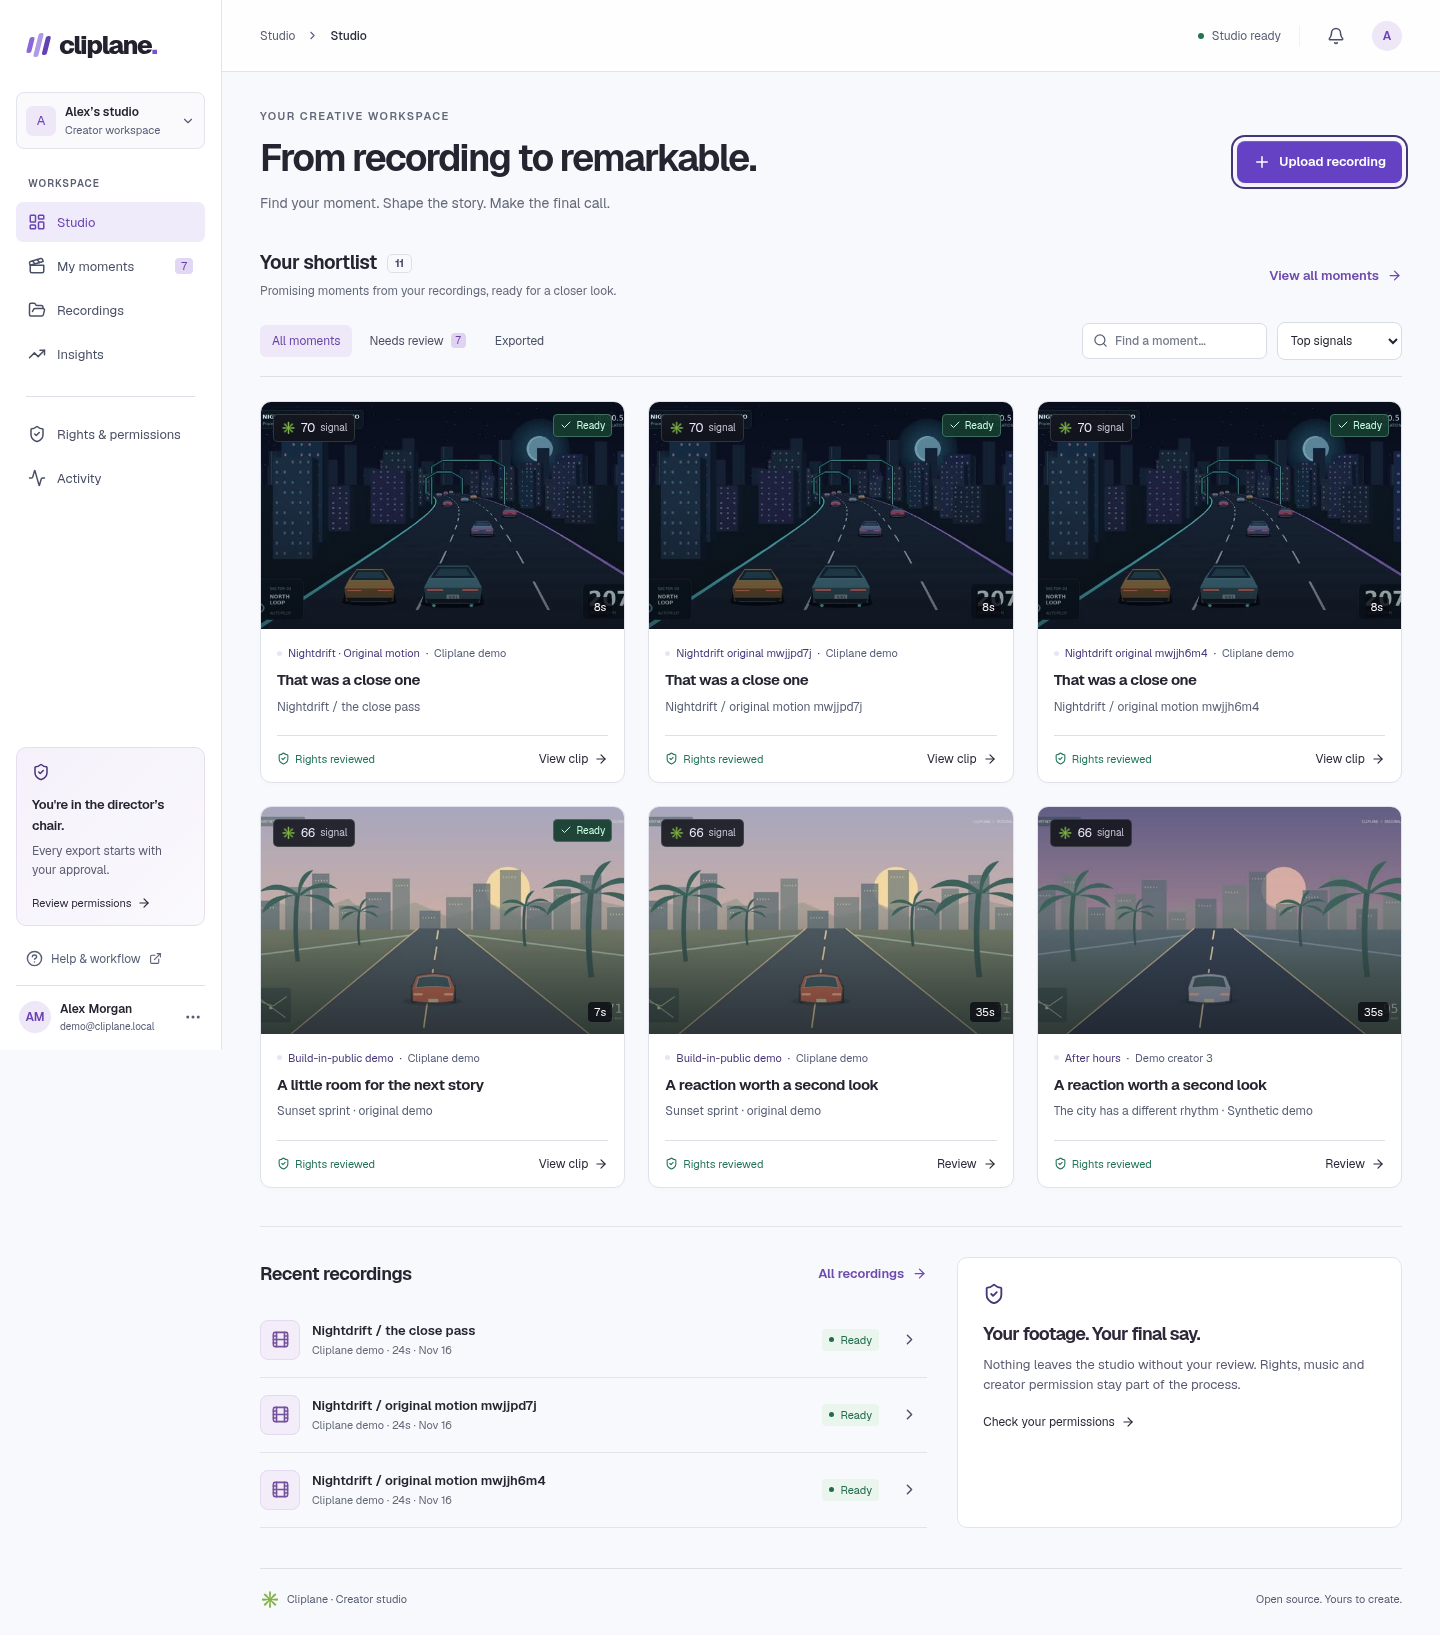 cliplane.
Studio
Studio
Studio ready
A
A
Alex's studio
Creator workspace
WORKSPACE
Studio
My moments
7
Recordings
Insights
Rights & permissions
Activity
You're in the director's
chair.
Every export starts with
your approval.
Review permissions
Help & workflow
AM
Alex Morgan
demo@cliplane.local
YOUR CREATIVE WORKSPACE
From recording to remarkable.
Find your moment. Shape the story. Make the final call.
Upload recording
Your shortlist 11
Promising moments from your recordings, ready for a closer look.
View all moments
All moments
Needs review 7
Exported
Find a moment...
Top signals
70 signal
Ready
NORTH
LOOP
207
8s
Nightdrift · Original motion · Cliplane demo
That was a close one
Nightdrift / the close pass
Rights reviewed
View clip
70 signal
Ready
NORTH
LOOP
207
8s
Nightdrift original mwjjpd7j · Cliplane demo
That was a close one
Nightdrift / original motion mwjjpd7j
Rights reviewed
View clip
70 signal
Ready
NORTH
LOOP
207
8s
Nightdrift original mwjjh6m4 · Cliplane demo
That was a close one
Nightdrift / original motion mwjjh6m4
Rights reviewed
View clip
66 signal
Ready
7s
Build-in-public demo · Cliplane demo
A little room for the next story
Sunset sprint · original demo
Rights reviewed
View clip
66 signal
35s
Build-in-public demo · Cliplane demo
A reaction worth a second look
Sunset sprint · original demo
Rights reviewed
Review
66 signal
35s
After hours · Demo creator 3
A reaction worth a second look
The city has a different rhythm · Synthetic demo
Rights reviewed
Review
Recent recordings
All recordings
Nightdrift / the close pass
Cliplane demo · 24s · Nov 16
Ready
Nightdrift / original motion mwjjpd7j
Cliplane demo · 24s · Nov 16
Ready
Nightdrift / original motion mwjjh6m4
Cliplane demo · 24s · Nov 16
Ready
Your footage. Your final say.
Nothing leaves the studio without your review. Rights, music and
creator permission stay part of the process.
Check your permissions
Cliplane · Creator studio
Open source. Yours to create.